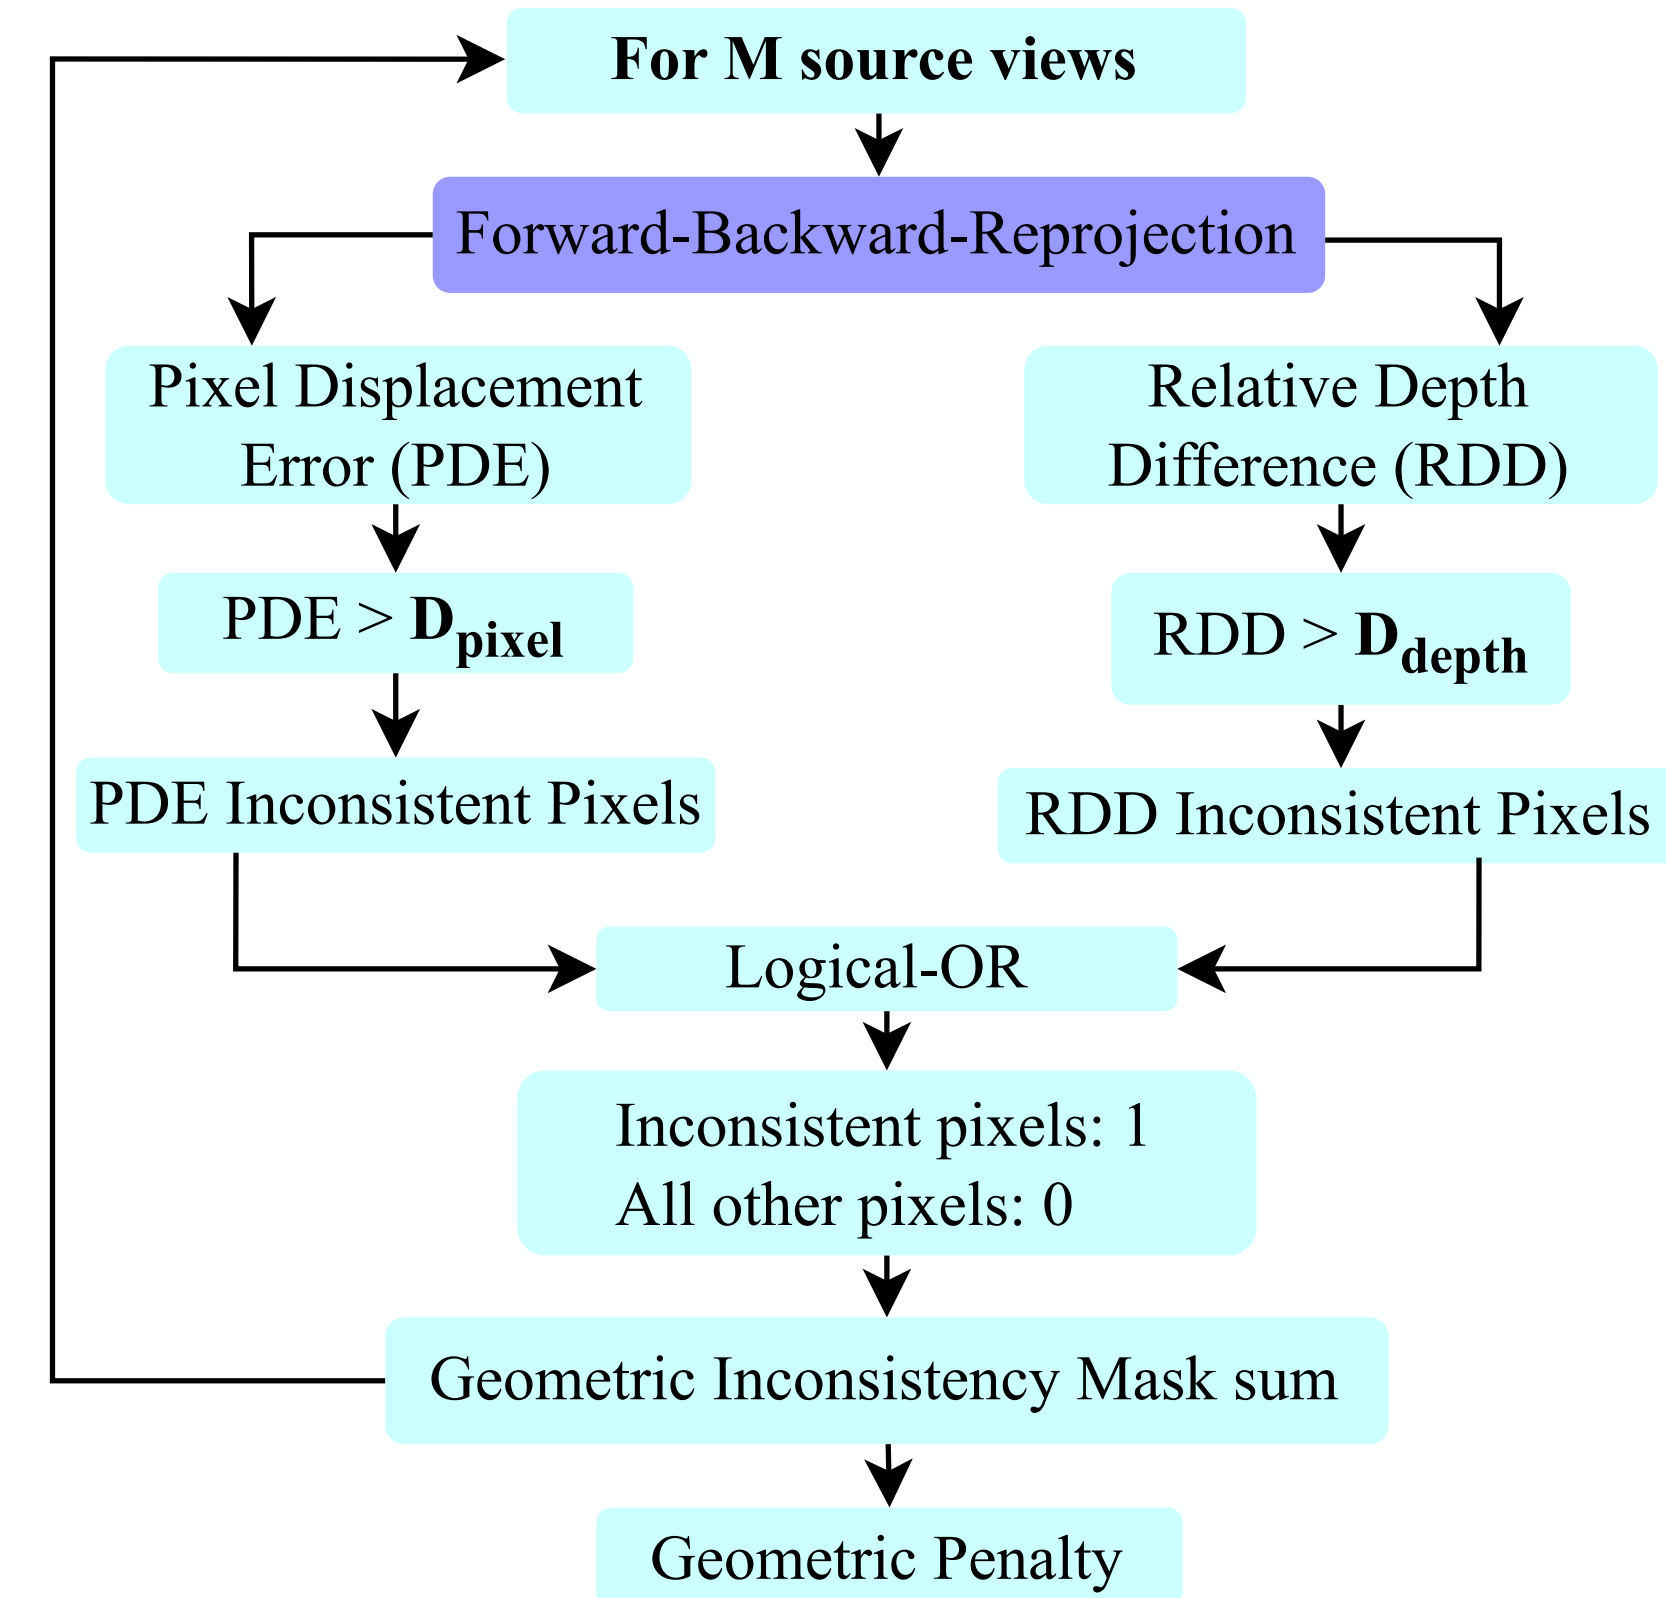 For M source views
Forward-Backward-Reprojection
Pixel Displacement
Error (PDE)
Relative Depth
Difference (RDD)
PDE > Dpixel
RDD > Ddepth
PDE Inconsistent Pixels
RDD Inconsistent Pixels
Logical-OR
Inconsistent pixels: 1
All other pixels: 0
Geometric Inconsistency Mask sum
Geometric Penalty